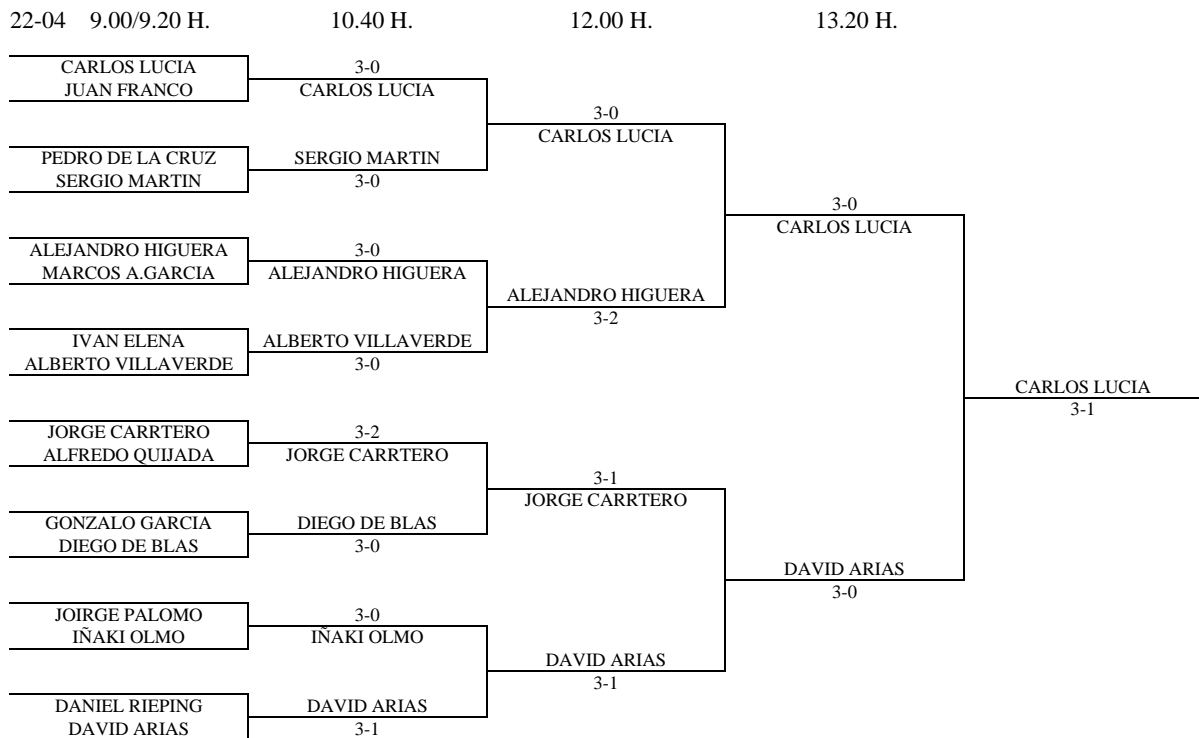 22-04 9.00/9.20 H. 10.40 H. 12.00 H. 13.20 H.
CARLOS LUCIA
JUAN FRANCO
3-0
CARLOS LUCIA
3-0
CARLOS LUCIA
PEDRO DE LA CRUZ
SERGIO MARTIN
SERGIO MARTIN
3-0
3-0
CARLOS LUCIA
ALEJANDRO HIGUERA
MARCOS A.GARCIA
3-0
ALEJANDRO HIGUERA
ALEJANDRO HIGUERA
3-2
IVAN ELENA
ALBERTO VILLAVERDE
ALBERTO VILLAVERDE
3-0
CARLOS LUCIA
3-1
JORGE CARRTERO
ALFREDO QUIJADA
3-2
JORGE CARRTERO
3-1
JORGE CARRTERO
GONZALO GARCIA
DIEGO DE BLAS
DIEGO DE BLAS
3-0
DAVID ARIAS
3-0
JOIRGE PALOMO
IÑAKI OLMO
3-0
IÑAKI OLMO
DAVID ARIAS
3-1
DANIEL RIEPING
DAVID ARIAS
DAVID ARIAS
3-1